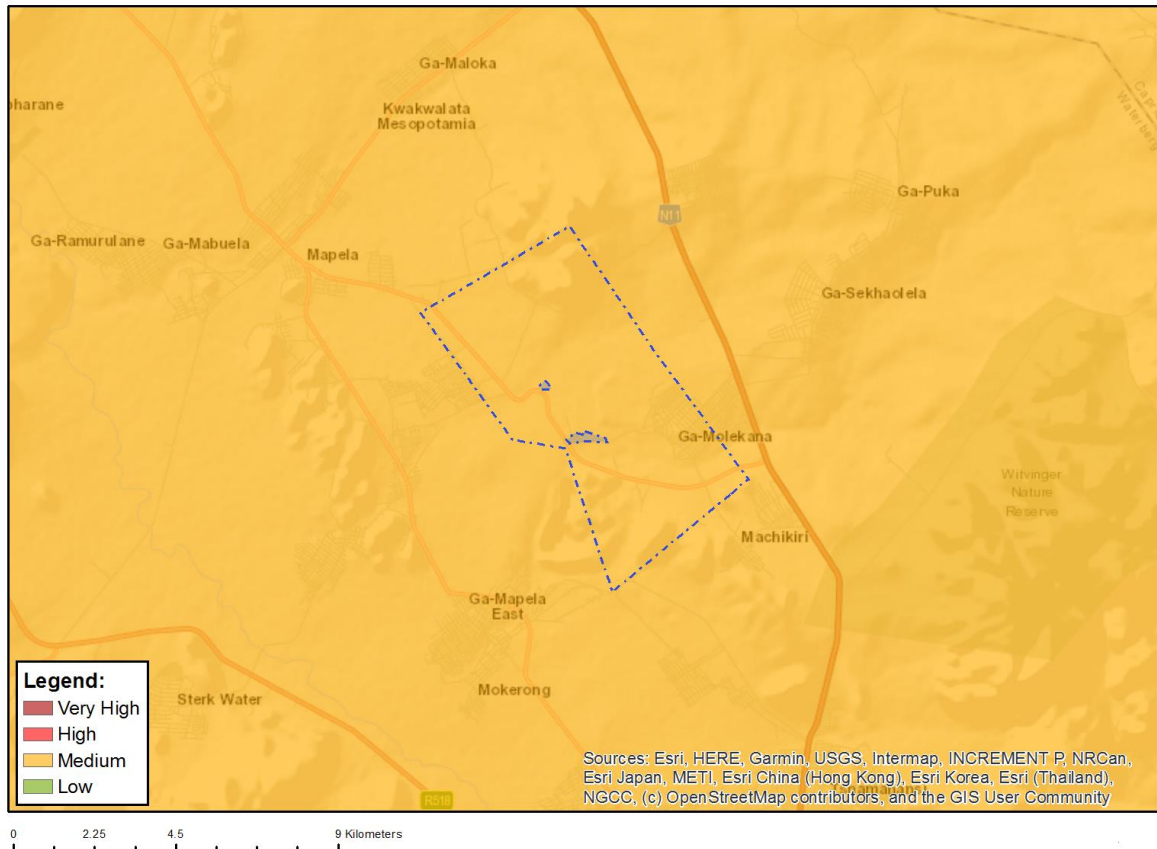 Ga-Maloka
Kwakwalata
Mesopotamia
pharane
Capr
Waterberg
Ga-Puka
N11
Ga-Ramurulane
Ga-Mabuela
Mapela
Ga-Sekhaolela
Ga-Molekana
Witvinger
Nature
Reserve
Machikiri
Ga-Mapela
East
Mokerong
Sterk Water
R518
Legend:
Very High
High
Medium
Low
Sources: Esri, HERE, Garmin, USGS, Intermap, INCREMENT P, NRCan,
Esri Japan, METI, Esri China (Hong Kong), Esri Korea, Esri (Thailand),
NGCC, (c) OpenStreetMap contributors, and the GIS User Community
0 2.25 4.5 9 Kilometers